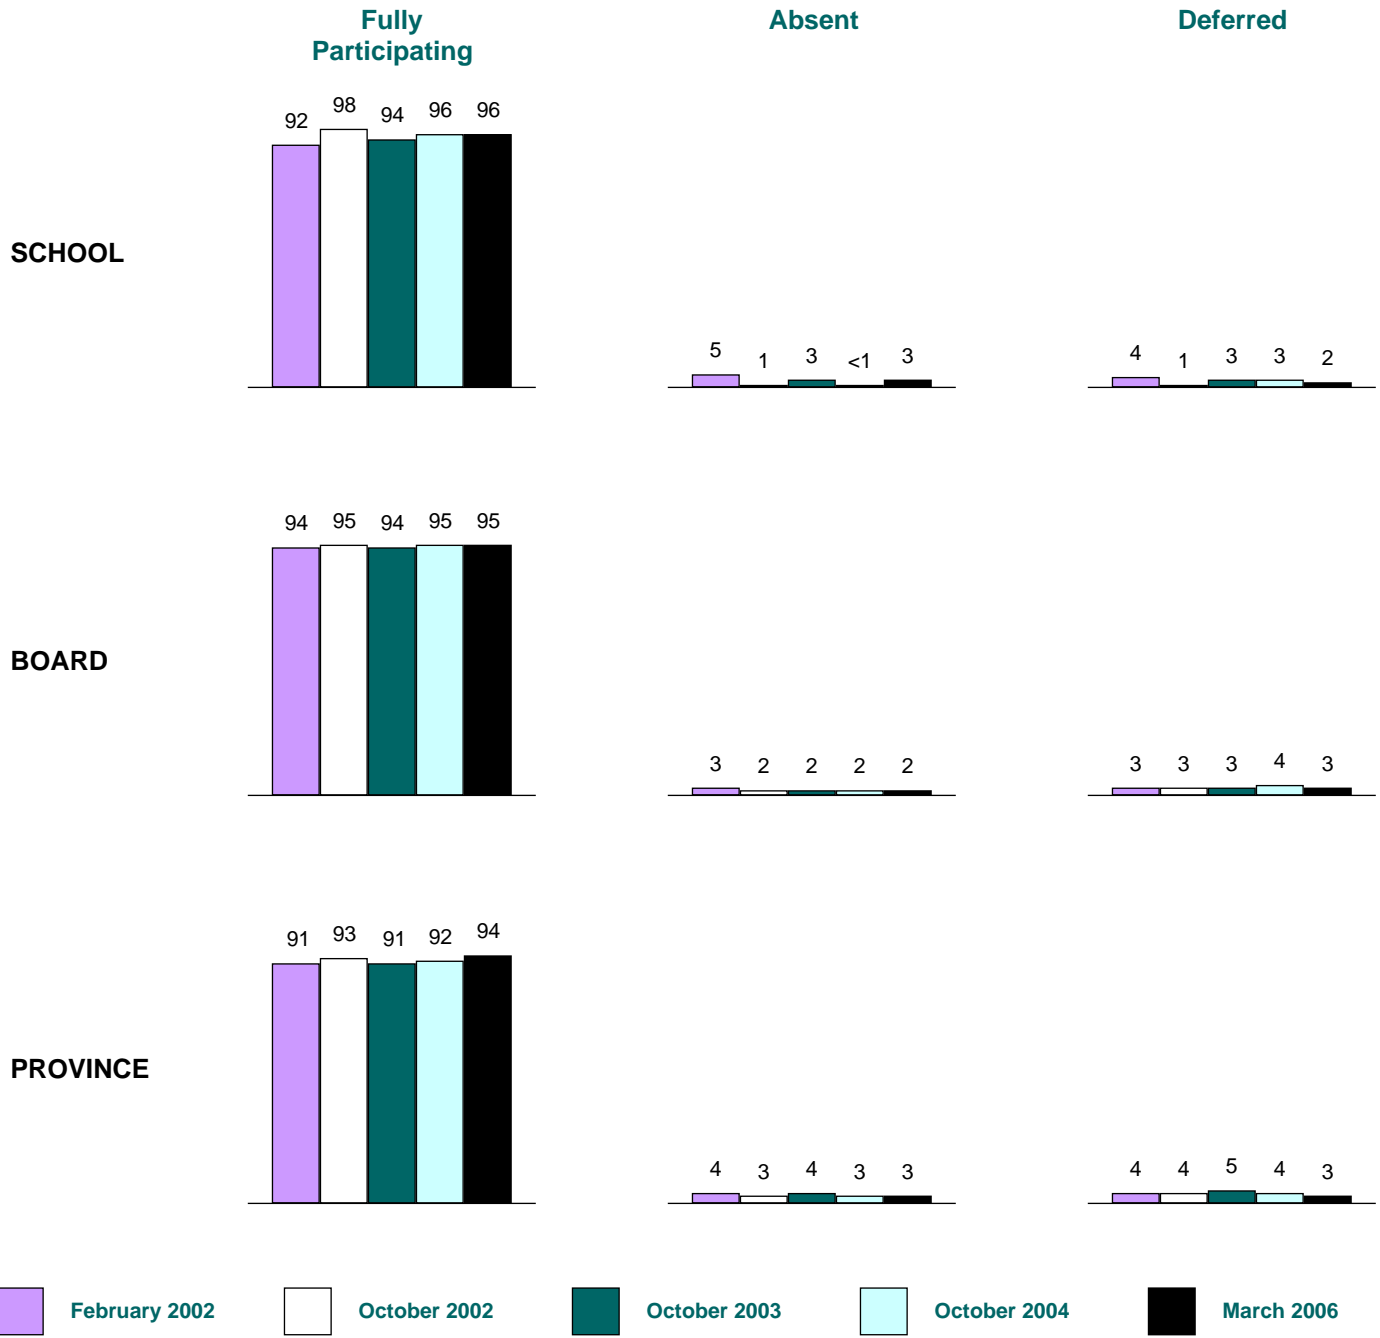 Fully
Participating
Absent
Deferred
SCHOOL
92 98 94 96 96
5 1 3 <1 3
4 1 3 3 2
BOARD
94 95 94 95 95
3 2 2 2 2
3 3 3 4 3
PROVINCE
91 93 91 92 94
4 3 4 3 3
4 4 5 4 3
February 2002
October 2002
October 2003
October 2004
March 2006